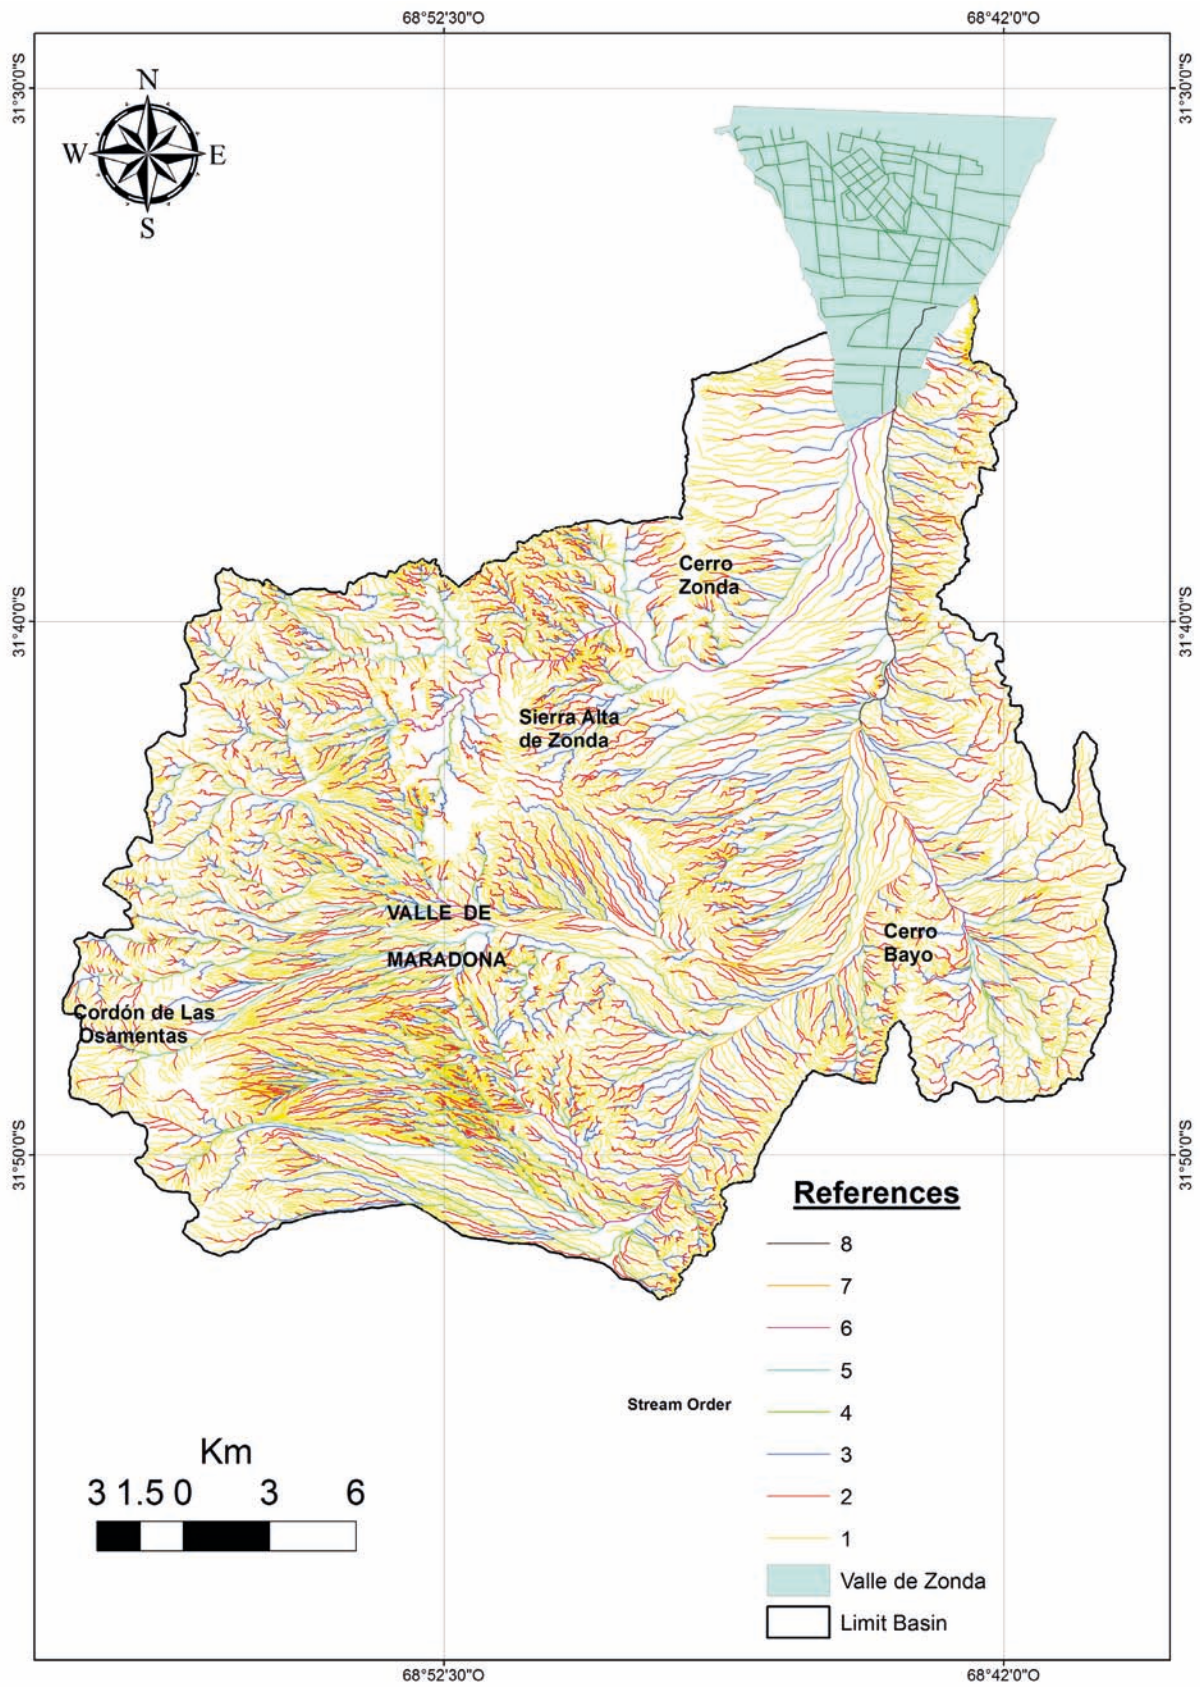 68°52'30"O
68°42'0"O
31°30'0"S
31°30'0"S
N
W
E
S
Cerro
Zonda
31°40'0"S
31°40'0"S
Sierra Alta
de Zonda
VALLE DE
MARADONA
Cerro
Bayo
Cordón de Las
Osamentas
31°50'0"S
31°50'0"S
References
8
7
6
5
Stream Order
4
3
2
1
Valle de Zonda
Limit Basin
Km
3 1.5 0 3 6
68°52'30"O
68°42'0"O